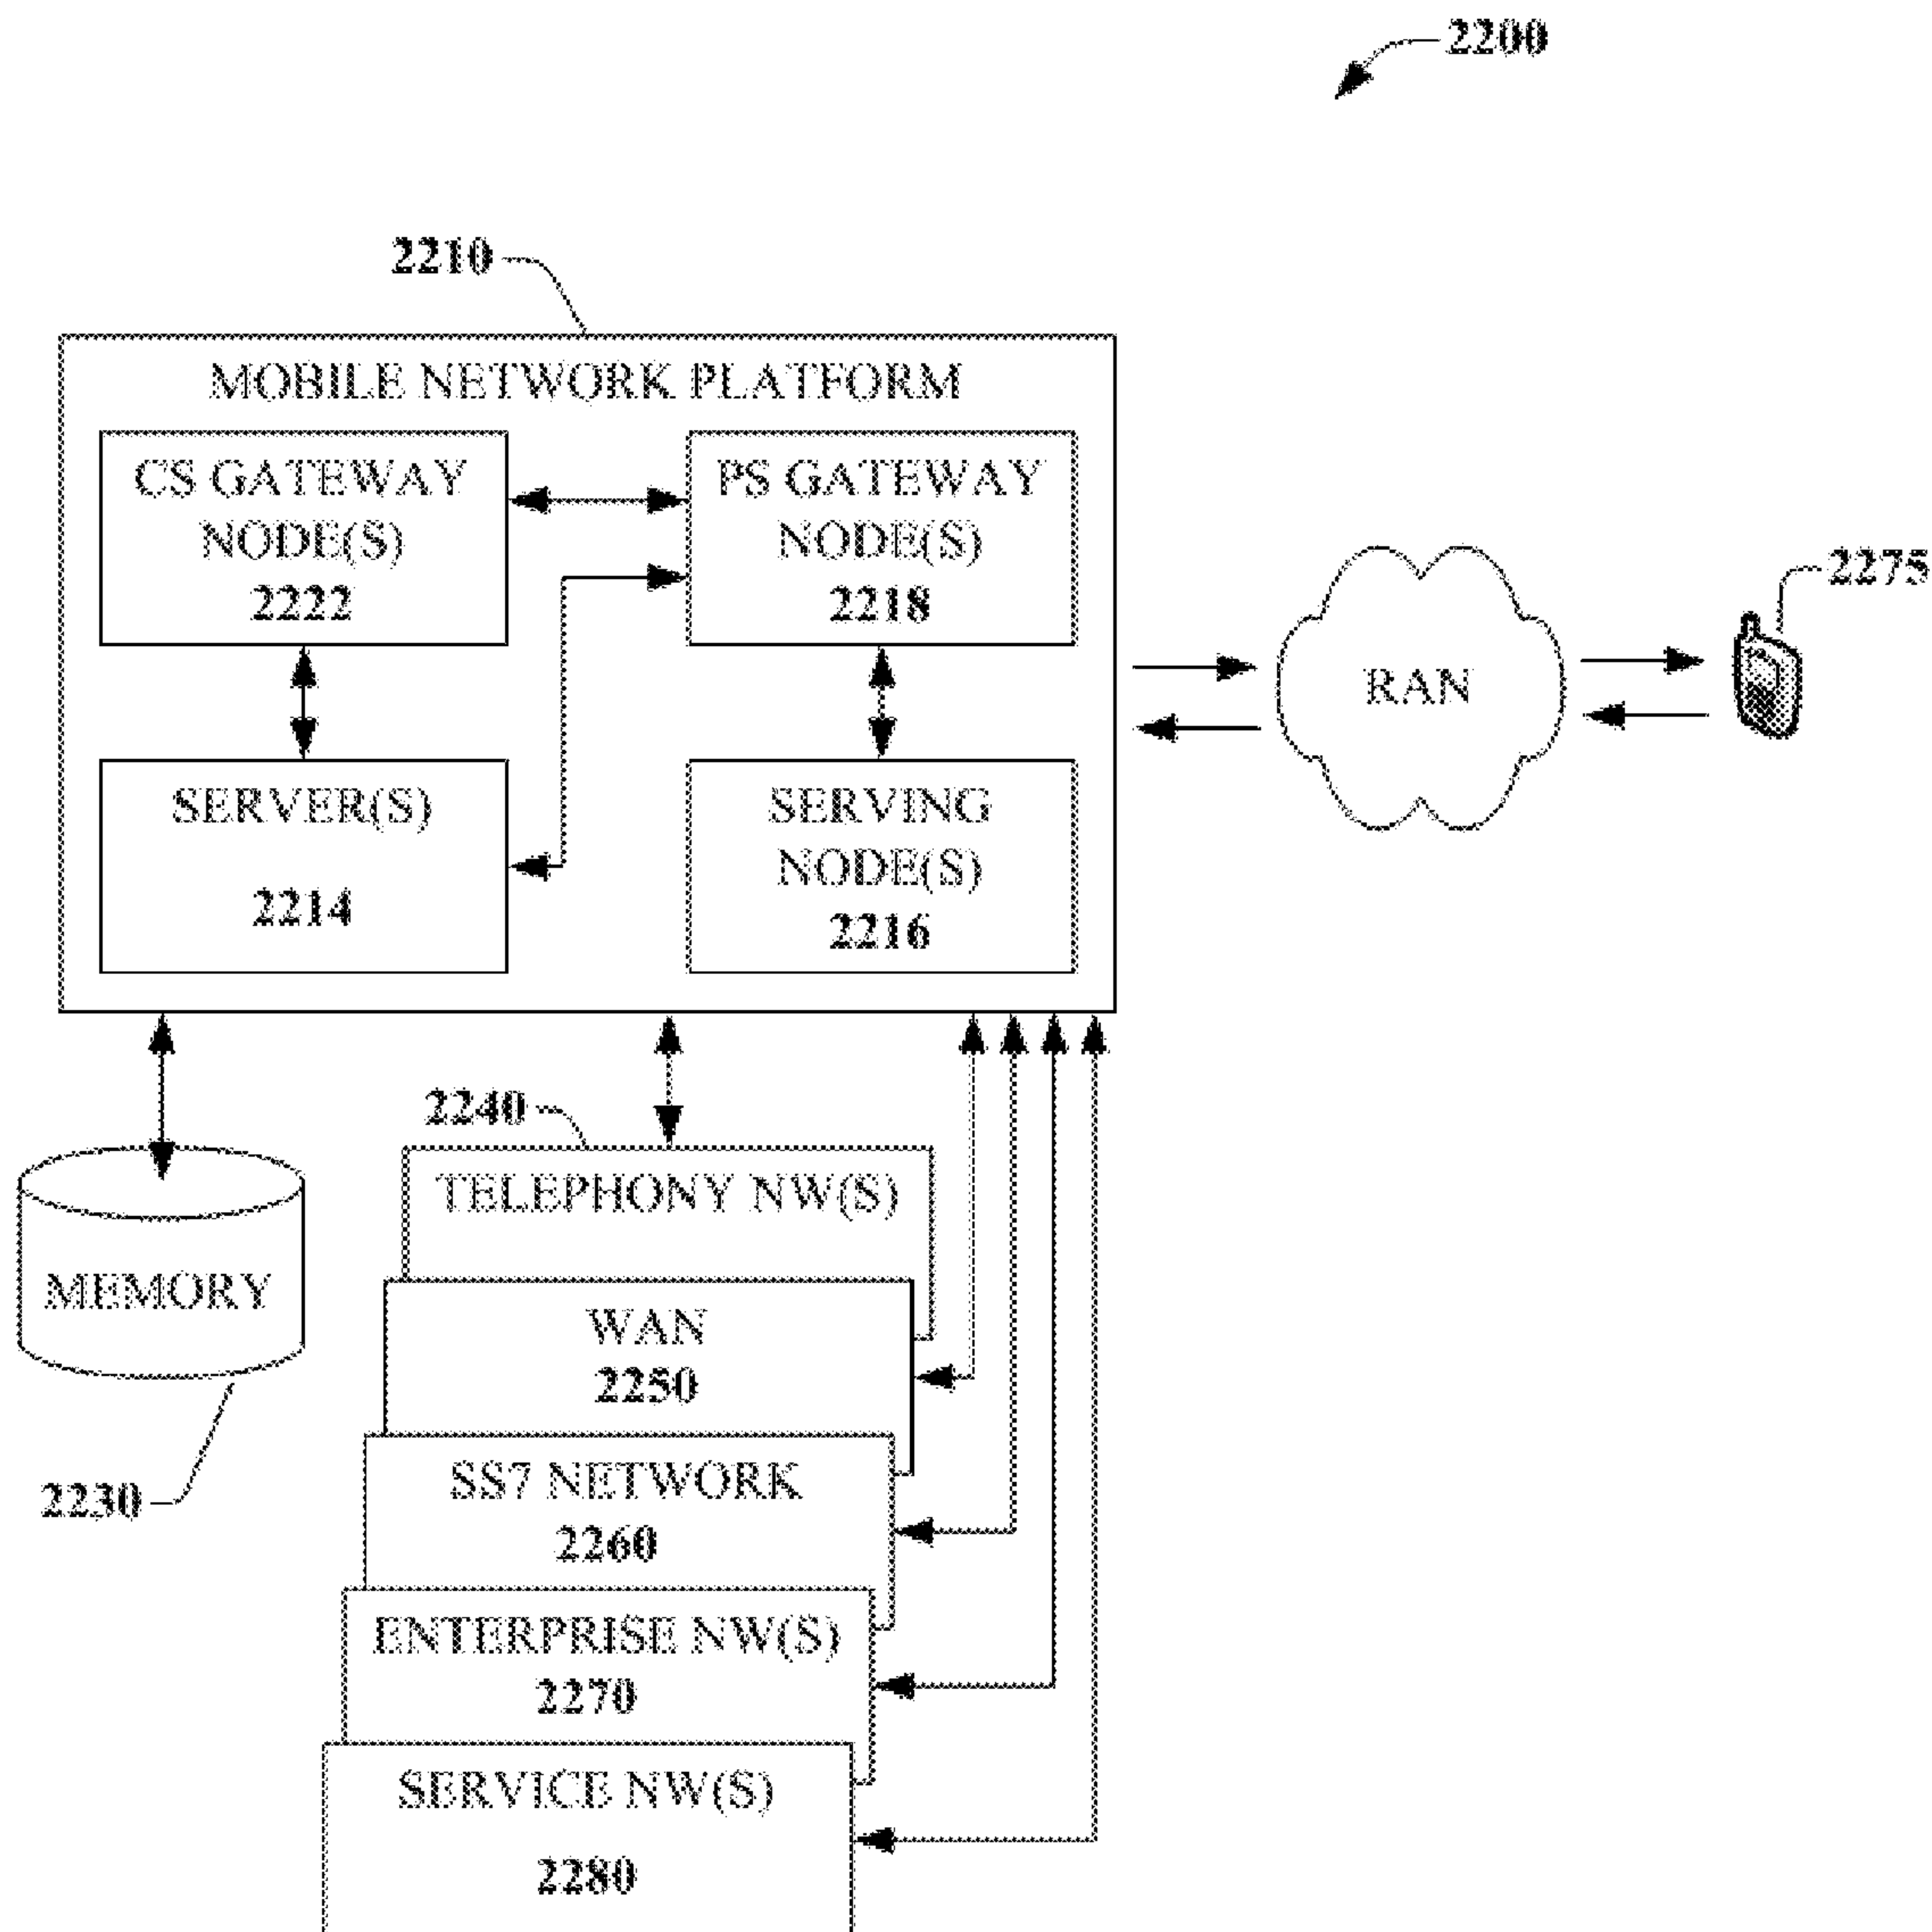 2200
2210
MOBILE NETWORK PLATFORM
CS GATEWAY
NODE(S)
2222
PS GATEWAY
NODE(S)
2218
SERVER(S)
2214
SERVING
NODE(S)
2216
RAN
2275
2240
TELEPHONY NW(S)
MEMORY
2230
WAN
2250
SS7 NETWORK
2260
ENTERPRISE NW(S)
2270
SERVICE NW(S)
2280